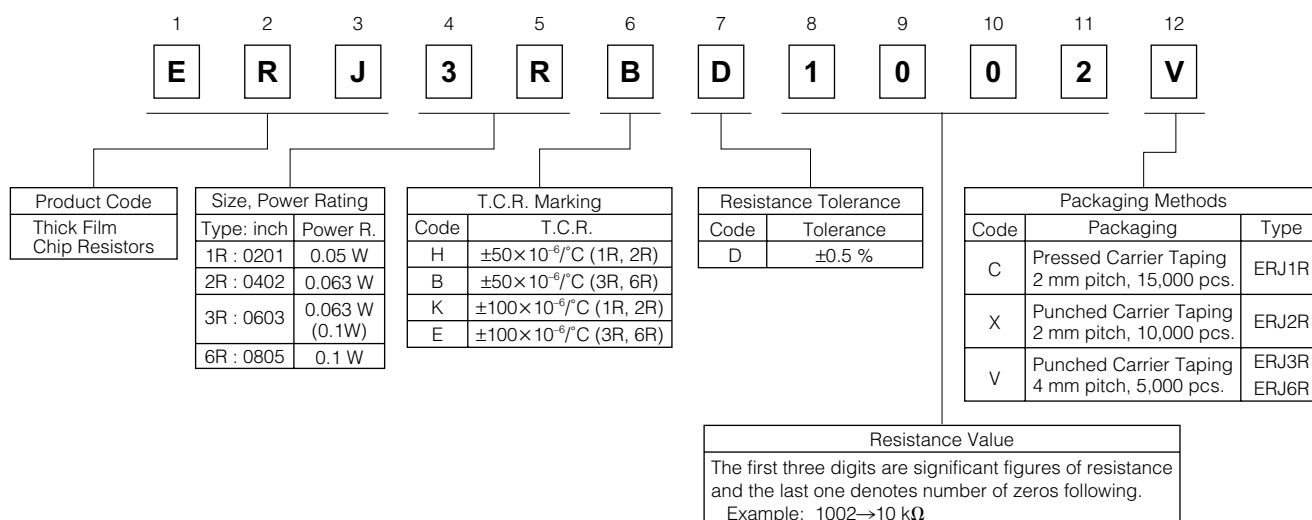 1 2 3 4 5 6 7 8 9 10 11 12
E R J 3 R B D 1 0 0 2 V
Product Code
Thick Film
Chip Resistors
Size, Power Rating
Type: inch Power R.
1R : 0201 0.05 W
2R : 0402 0.063 W
3R : 0603 0.063 W
(0.1W)
6R : 0805 0.1 W
T.C.R. Marking
Code T.C.R.
H ±50×10⁻⁶/°C (1R, 2R)
B ±50×10⁻⁶/°C (3R, 6R)
K ±100×10⁻⁶/°C (1R, 2R)
E ±100×10⁻⁶/°C (3R, 6R)
Resistance Tolerance
Code Tolerance
D ±0.5 %
Packaging Methods
Code Packaging Type
C Pressed Carrier Taping
2 mm pitch, 15,000 pcs. ERJ1R
X Punched Carrier Taping
2 mm pitch, 10,000 pcs. ERJ2R
V Punched Carrier Taping ERJ3R
4 mm pitch, 5,000 pcs. ERJ6R
Resistance Value
The first three digits are significant figures of resistance
and the last one denotes number of zeros following.
Example: 1002→10 kΩ